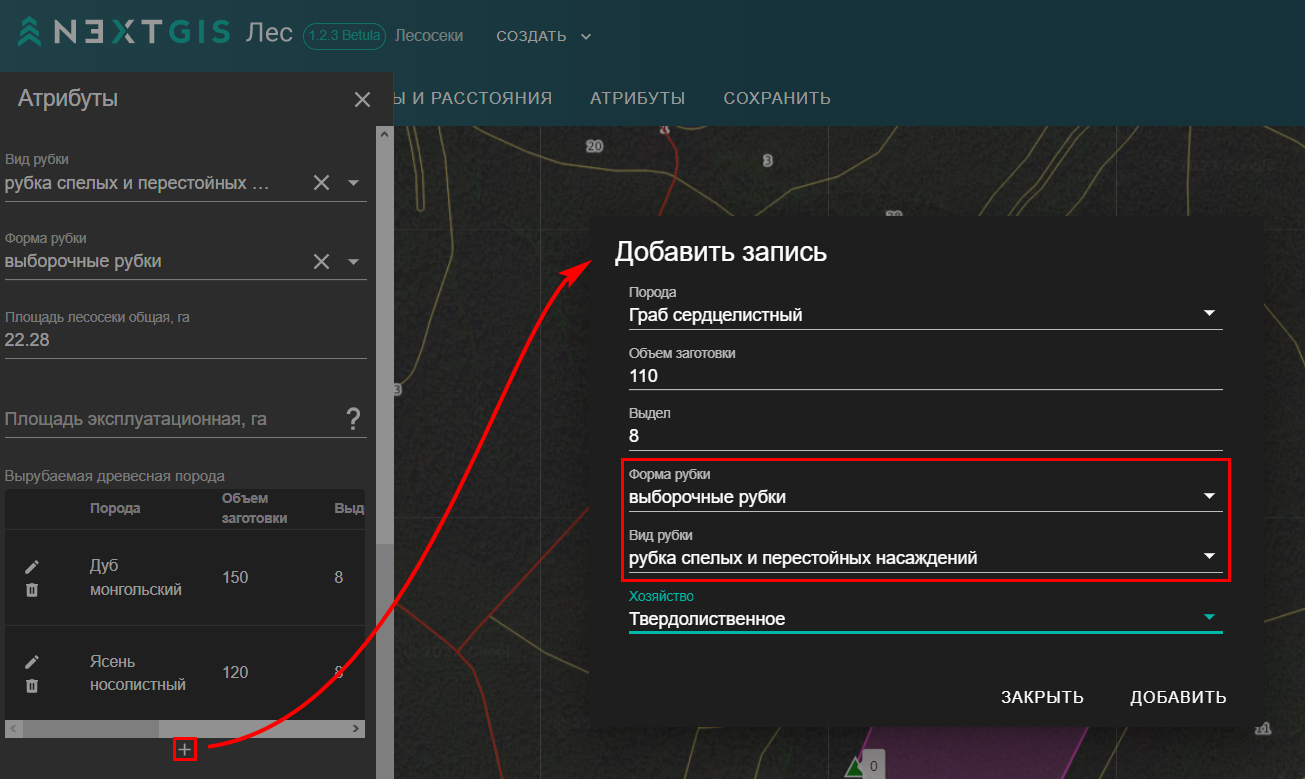 NEXTGIS Лес 1.2.3 Betula Лесосеки СОЗДАТЬ
Атрибуты
Ы И РАССТОЯНИЯ АТРИБУТЫ СОХРАНИТЬ
Вид рубки
рубка спелых и перестойных ...
Форма рубки
выборочные рубки
Площадь лесосеки общая, га
22.28
Площадь эксплуатационная, га ?
Вырубаемая древесная порода
Порода
Объем
заготовки
Выд
Дуб
монгольский
150
8
Ясень
носолистный
120
8
+
20
3
3
Добавить запись
Порода
Граб сердцелистный
Объем заготовки
110
Выдел
8
Форма рубки
выборочные рубки
Вид рубки
рубка спелых и перестойных насаждений
Хозяйство
Твердолиственное
ЗАКРЫТЬ ДОБАВИТЬ
0